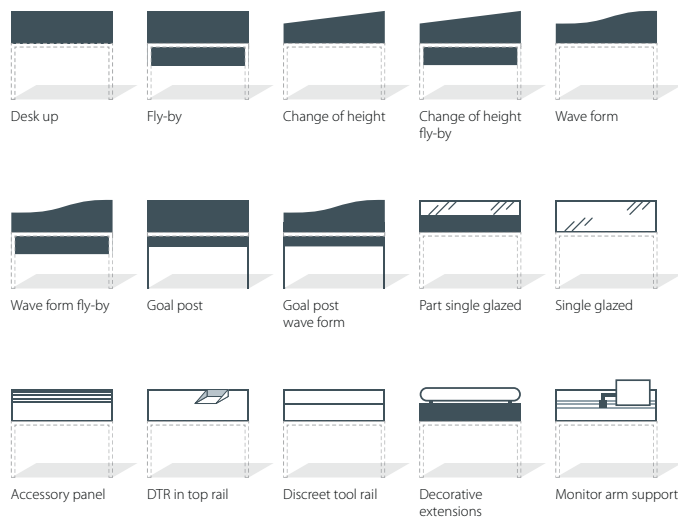 Desk up
Fly-by
Change of height
Change of height
fly-by
Wave form
Wave form fly-by
Goal post
Goal post
wave form
Part single glazed
Single glazed
Accessory panel
DTR in top rail
Discreet tool rail
Decorative
extensions
Monitor arm support